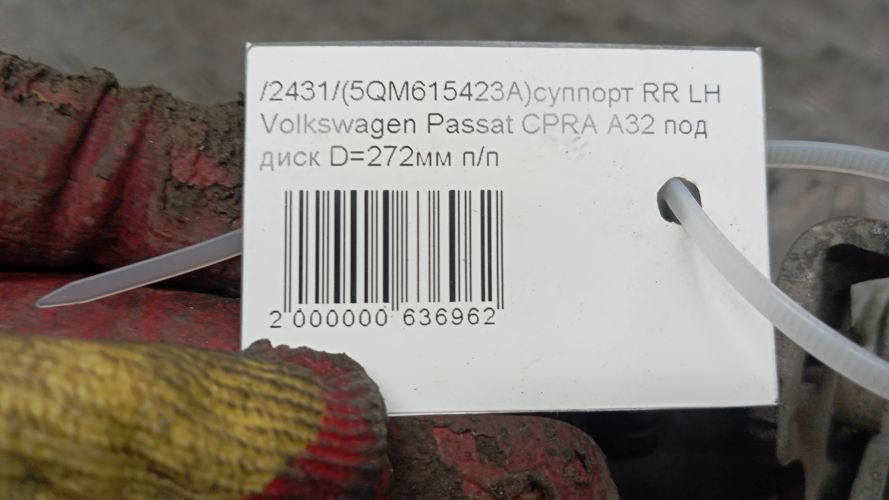 /2431/(5QM615423A)суппорт RR LH
Volkswagen Passat CPRA A32 под
диск D=272мм п/п
2 000000 636962